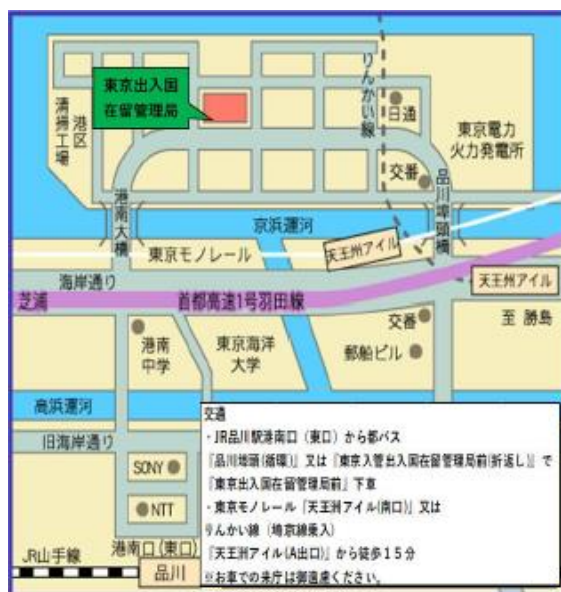 東京出入国
在留管理局
港区
清掃工場
りんかい線
日通
東京電力
火力発電所
交番
港南大橋
品川埠頭橋
京浜運河
東京モノレール
天王州アイル
天王州アイル
海岸通り
芝浦
首都高速1号羽田線
至 勝島
交番
港南
中学
東京海洋
大学
郵船ビル
高浜運河
旧海岸通り
SONY
NTT
港南口(東口)
JR山手線
品川
交通
・JR品川駅港南口（東口）から都バス
『品川埠頭(循環)』又は『東京入管出入国在留管理局前(折返し)』で
『東京出入国在留管理局前』下車
・東京モノレール『天王洲アイル(南口)』又は
りんかい線（埼京線乗入）
『天王洲アイル(A出口)』から徒歩１５分
※お車での来庁は御遠慮ください。